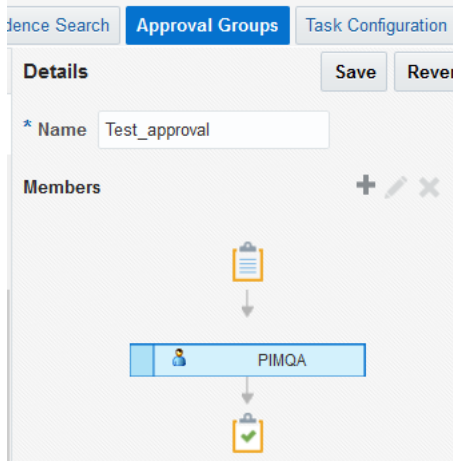 dence Search Approval Groups Task Configuration
Details Save Rever
* Name Test_approval
Members
PIMQA